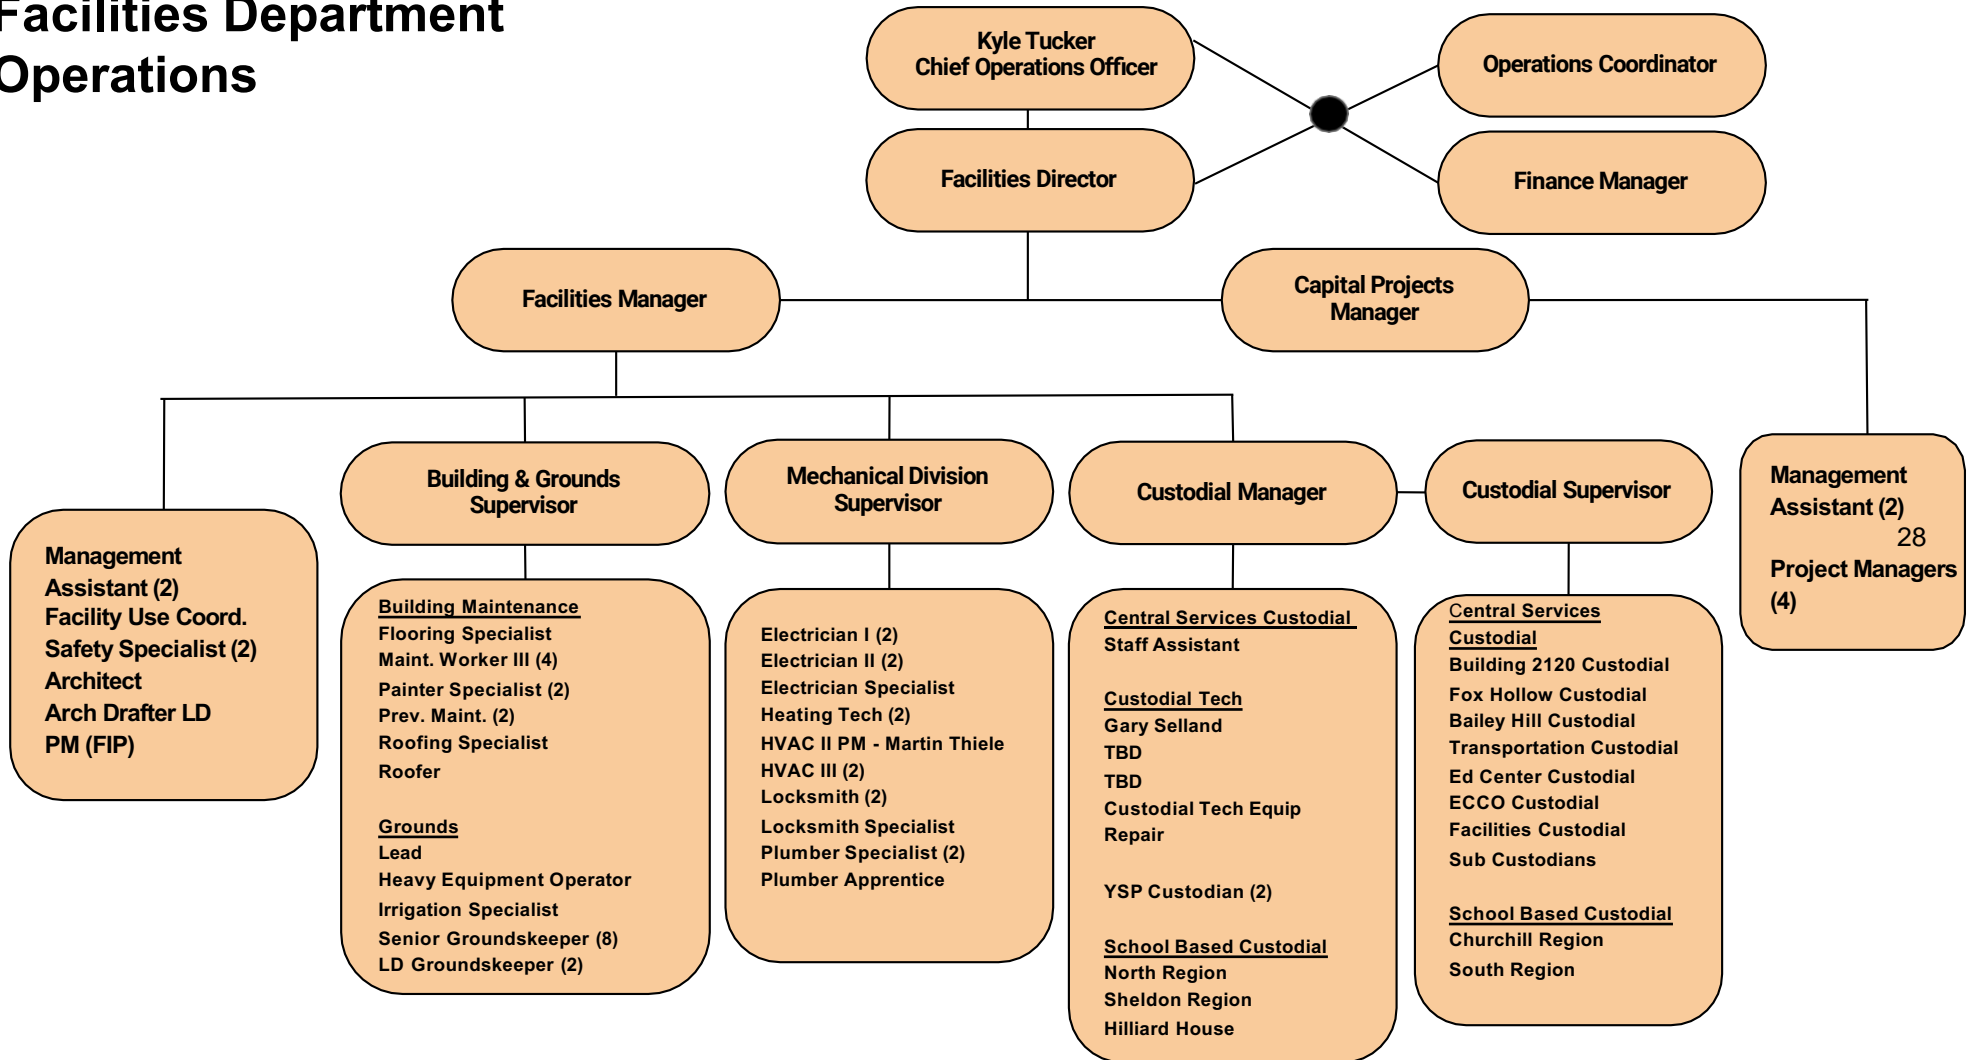 Facilities Department
Operations
Kyle Tucker
Chief Operations Officer
Operations Coordinator
Facilities Director
Finance Manager
Facilities Manager
Capital Projects
Manager
Building & Grounds
Supervisor
Mechanical Division
Supervisor
Custodial Manager
Custodial Supervisor
Management
Assistant (2)
28
Project Managers
(4)
Management
Assistant (2)
Facility Use Coord.
Safety Specialist (2)
Architect
Arch Drafter LD
PM (FIP)
Building Maintenance
Flooring Specialist
Maint. Worker III (4)
Painter Specialist (2)
Prev. Maint. (2)
Roofing Specialist
Roofer
Grounds
Lead
Heavy Equipment Operator
Irrigation Specialist
Senior Groundskeeper (8)
LD Groundskeeper (2)
Electrician I (2)
Electrician II (2)
Electrician Specialist
Heating Tech (2)
HVAC II PM - Martin Thiele
HVAC III (2)
Locksmith (2)
Locksmith Specialist
Plumber Specialist (2)
Plumber Apprentice
Central Services Custodial
Staff Assistant
Custodial Tech
Gary Selland
TBD
TBD
Custodial Tech Equip
Repair
YSP Custodian (2)
School Based Custodial
North Region
Sheldon Region
Hilliard House
Central Services
Custodial
Building 2120 Custodial
Fox Hollow Custodial
Bailey Hill Custodial
Transportation Custodial
Ed Center Custodial
ECCO Custodial
Facilities Custodial
Sub Custodians
School Based Custodial
Churchill Region
South Region